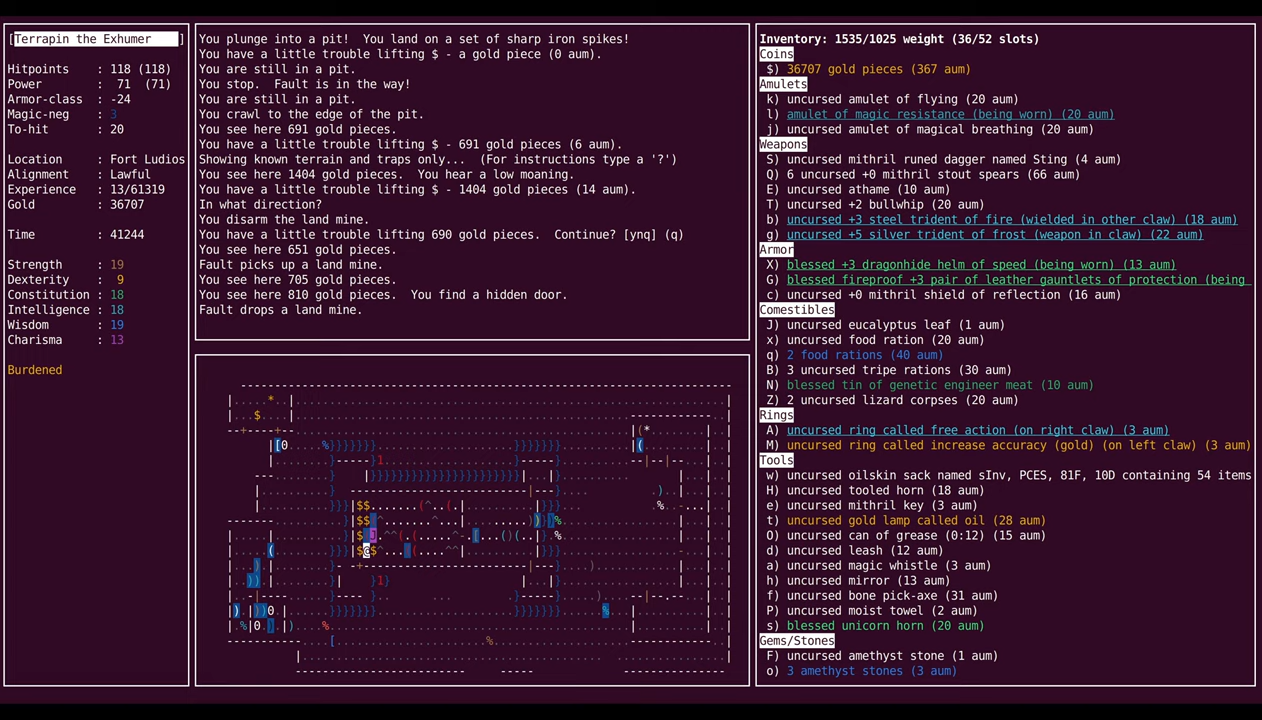 [Terrapin the Exhumer ]
Hitpoints : 118 (118)
Power : 71 (71)
Armor-class : -24
Magic-neg : 3
To-hit : 20
Location : Fort Ludios
Alignment : Lawful
Experience : 13/61319
Gold : 36707
Time : 41244
Strength : 19
Dexterity : 9
Constitution : 18
Intelligence : 18
Wisdom : 19
Charisma : 13
Burdened
You plunge into a pit!  You land on a set of sharp iron spikes!
You have a little trouble lifting $ - a gold piece (0 aum).
You are still in a pit.
You stop.  Fault is in the way!
You are still in a pit.
You crawl to the edge of the pit.
You see here 691 gold pieces.
You have a little trouble lifting $ - 691 gold pieces (6 aum).
Showing known terrain and traps only... (For instructions type a '?')
You see here 1404 gold pieces.  You hear a low moaning.
You have a little trouble lifting $ - 1404 gold pieces (14 aum).
In what direction?
You disarm the land mine.
You have a little trouble lifting 690 gold pieces.  Continue? [ynq] (q)
You see here 651 gold pieces.
Fault picks up a land mine.
You see here 705 gold pieces.
You see here 810 gold pieces.  You find a hidden door.
Fault drops a land mine.
Inventory: 1535/1025 weight (36/52 slots)
Coins
$) 36707 gold pieces (367 aum)
Amulets
k) uncursed amulet of flying (20 aum)
l) amulet of magic resistance (being worn) (20 aum)
j) uncursed amulet of magical breathing (20 aum)
Weapons
S) uncursed mithril runed dagger named Sting (4 aum)
Q) 6 uncursed +0 mithril stout spears (66 aum)
E) uncursed athame (10 aum)
T) uncursed +2 bullwhip (20 aum)
b) uncursed +3 steel trident of fire (wielded in other claw) (18 aum)
g) uncursed +5 silver trident of frost (weapon in claw) (22 aum)
Armor
X) blessed +3 dragonhide helm of speed (being worn) (13 aum)
G) blessed fireproof +3 pair of leather gauntlets of protection (being
c) uncursed +0 mithril shield of reflection (16 aum)
Comestibles
J) uncursed eucalyptus leaf (1 aum)
x) uncursed food ration (20 aum)
q) 2 food rations (40 aum)
B) 3 uncursed tripe rations (30 aum)
N) blessed tin of genetic engineer meat (10 aum)
Z) 2 uncursed lizard corpses (20 aum)
Rings
A) uncursed ring called free action (on right claw) (3 aum)
M) uncursed ring called increase accuracy (gold) (on left claw) (3 aum)
Tools
w) uncursed oilskin sack named sInv, PCES, 81F, 10D containing 54 items
H) uncursed tooled horn (18 aum)
e) uncursed mithril key (3 aum)
t) uncursed gold lamp called oil (28 aum)
O) uncursed can of grease (0:12) (15 aum)
d) uncursed leash (12 aum)
a) uncursed magic whistle (3 aum)
h) uncursed mirror (13 aum)
f) uncursed bone pick-axe (31 aum)
P) uncursed moist towel (2 aum)
s) blessed unicorn horn (20 aum)
Gems/Stones
F) uncursed amethyst stone (1 aum)
o) 3 amethyst stones (3 aum)